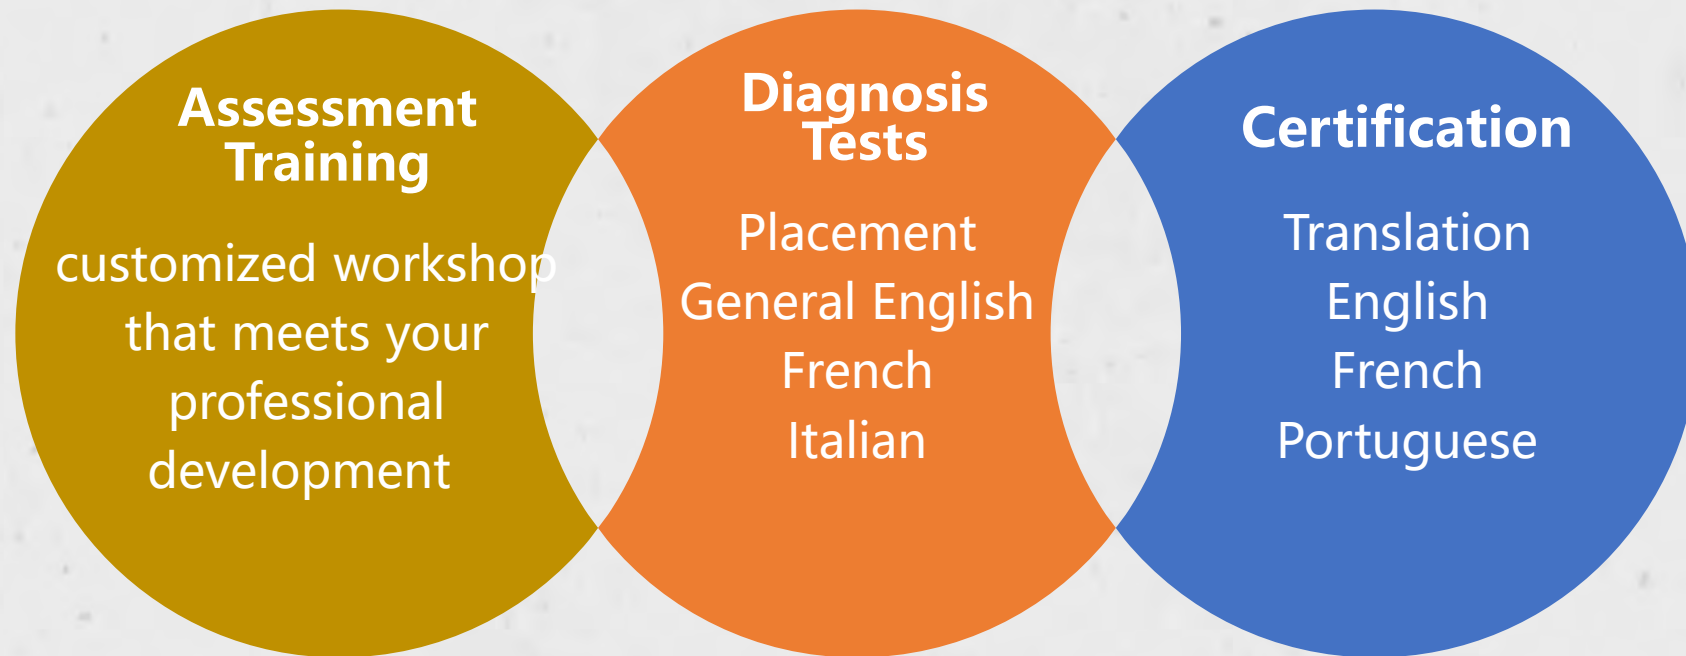 Assessment
Training
customized workshop
that meets your
professional
development
Diagnosis
Tests
Placement
General English
French
Italian
Certification
Translation
English
French
Portuguese